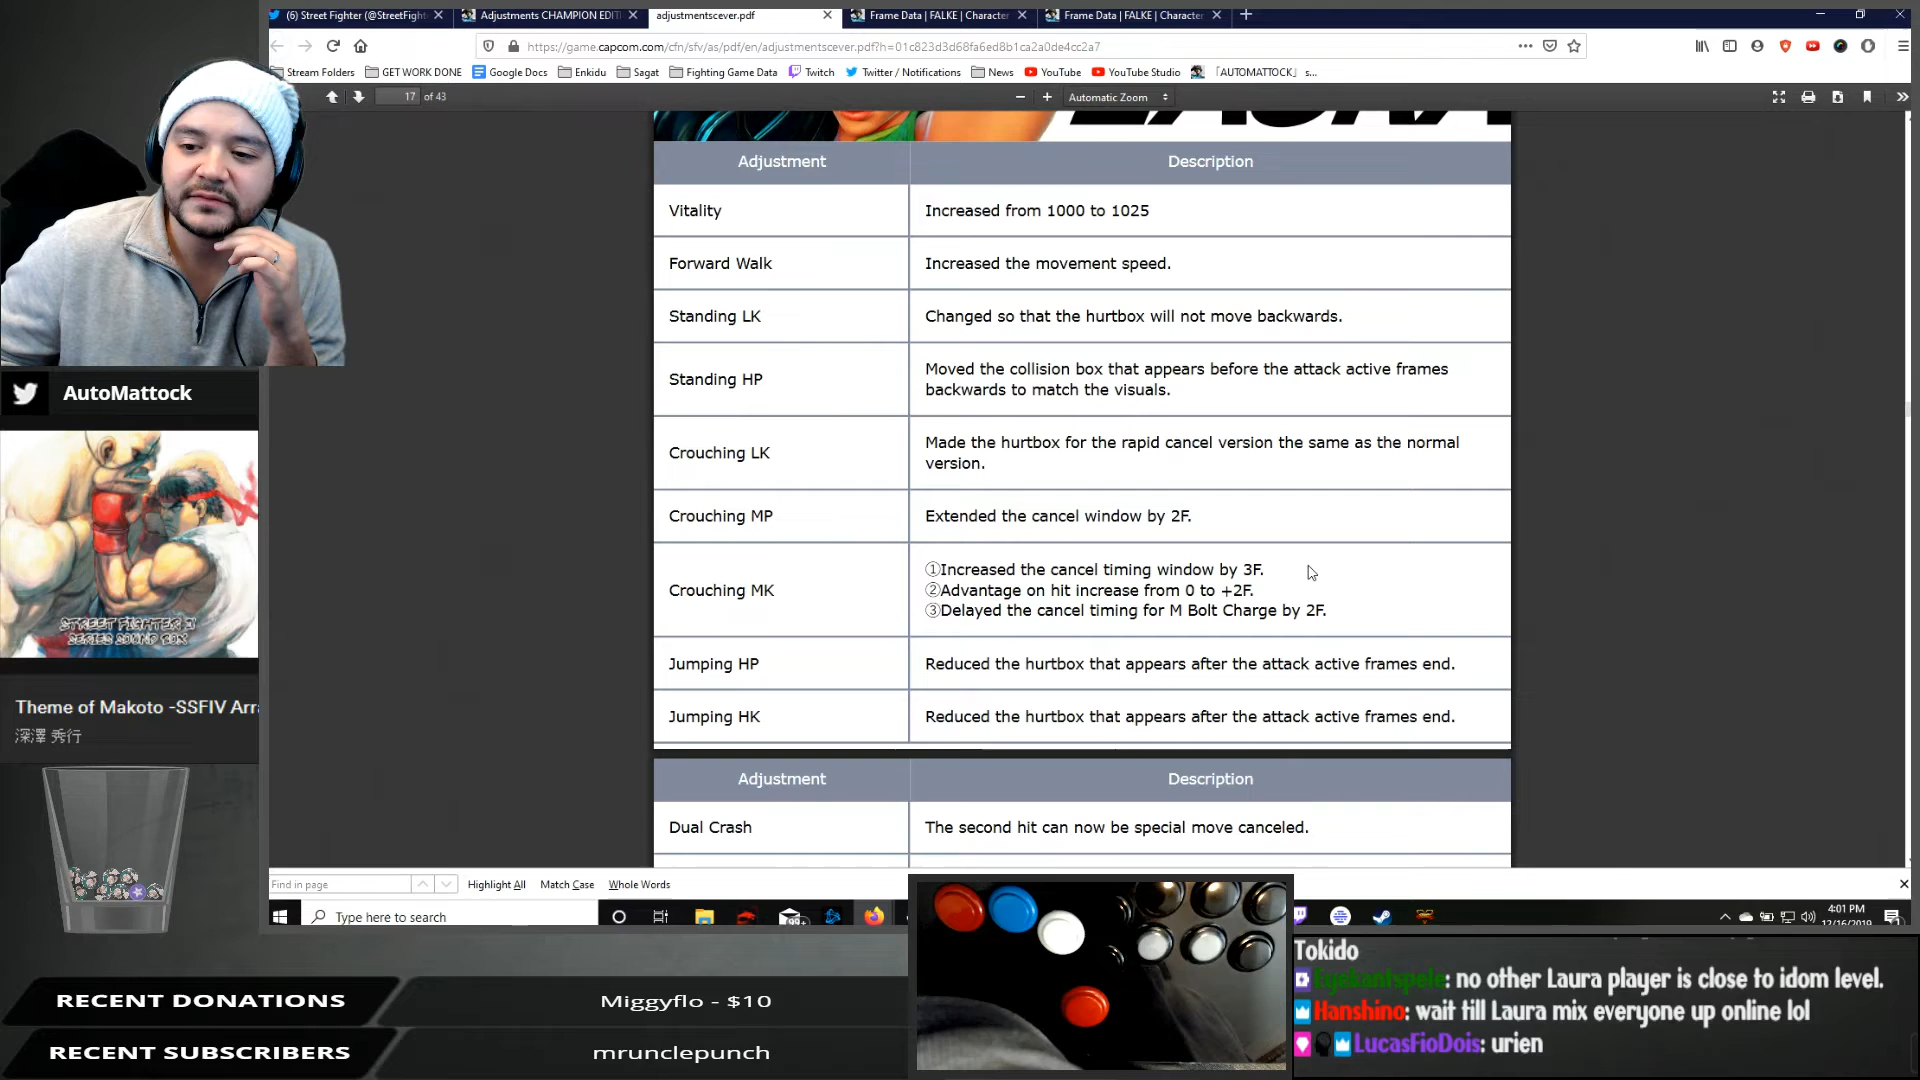 (6) Street Fighter (@StreetFight
Adjustments CHAMPION EDITI
adjustmentscever.pdf
Frame Data | FALKE | Character
Frame Data | FALKE | Character
https://game.capcom.com/cfn/sfv/as/pdf/en/adjustmentscever.pdf?h=01c823d3d68fa6ed8b1ca2a0de4cc2a7
Stream Folders
GET WORK DONE
Google Docs
Enkidu
Sagat
Fighting Game Data
Twitch
Twitter / Notifications
News
YouTube
YouTube Studio
「AUTOMATTOCK」 s...
17 of 43
Automatic Zoom
Adjustment Description
Vitality Increased from 1000 to 1025
Forward Walk Increased the movement speed.
Standing LK Changed so that the hurtbox will not move backwards.
Standing HP Moved the collision box that appears before the attack active frames
backwards to match the visuals.
Crouching LK Made the hurtbox for the rapid cancel version the same as the normal
version.
Crouching MP Extended the cancel window by 2F.
Crouching MK ①Increased the cancel timing window by 3F.
②Advantage on hit increase from 0 to +2F.
③Delayed the cancel timing for M Bolt Charge by 2F.
Jumping HP Reduced the hurtbox that appears after the attack active frames end.
Jumping HK Reduced the hurtbox that appears after the attack active frames end.
Adjustment Description
Dual Crash The second hit can now be special move canceled.
Find in page
Highlight All
Match Case
Whole Words
Type here to search
99+
4:01 PM
12/16/2019
AutoMattock
STREET FIGHTER IV
SERIES SOUND BOX
Theme of Makoto -SSFIV Arra
深澤 秀行
RECENT DONATIONS Miggyflo - $10
RECENT SUBSCRIBERS mrunclepunch
Tokido
Eyekantspele: no other Laura player is close to idom level.
Hanshino: wait till Laura mix everyone up online lol
LucasFioDois: urien